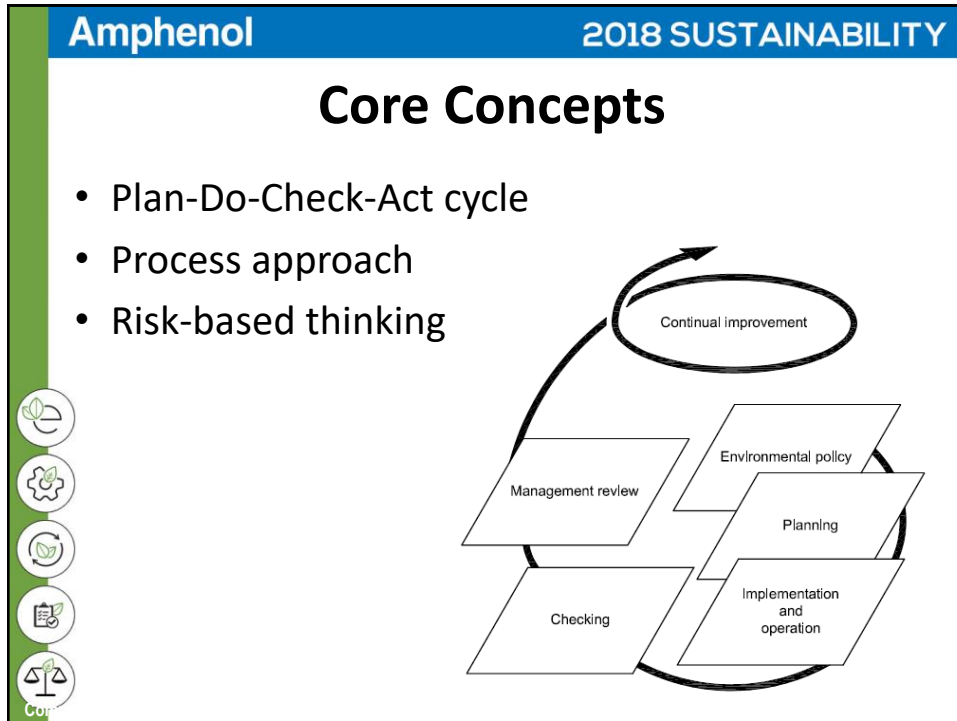 Amphenol
2018 SUSTAINABILITY
Core Concepts
• Plan-Do-Check-Act cycle
• Process approach
• Risk-based thinking
Continual improvement
Environmental policy
Management review
Planning
Implementation
and
operation
Checking